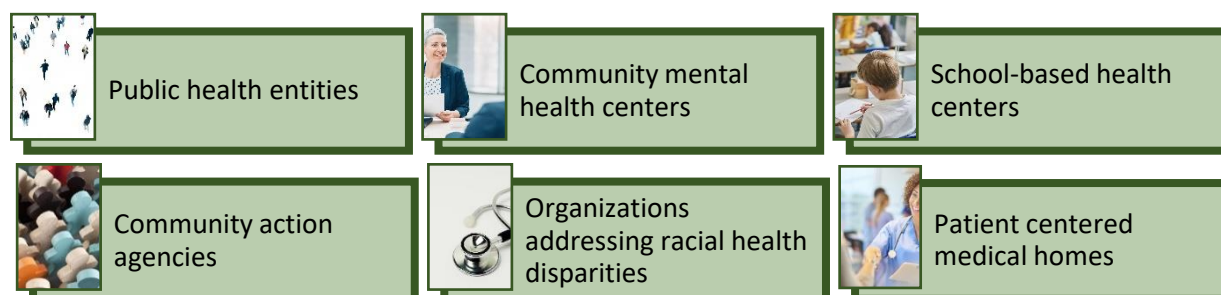 Public health entities
Community mental
health centers
School-based health
centers
Community action
agencies
Organizations
addressing racial health
disparities
Patient centered
medical homes